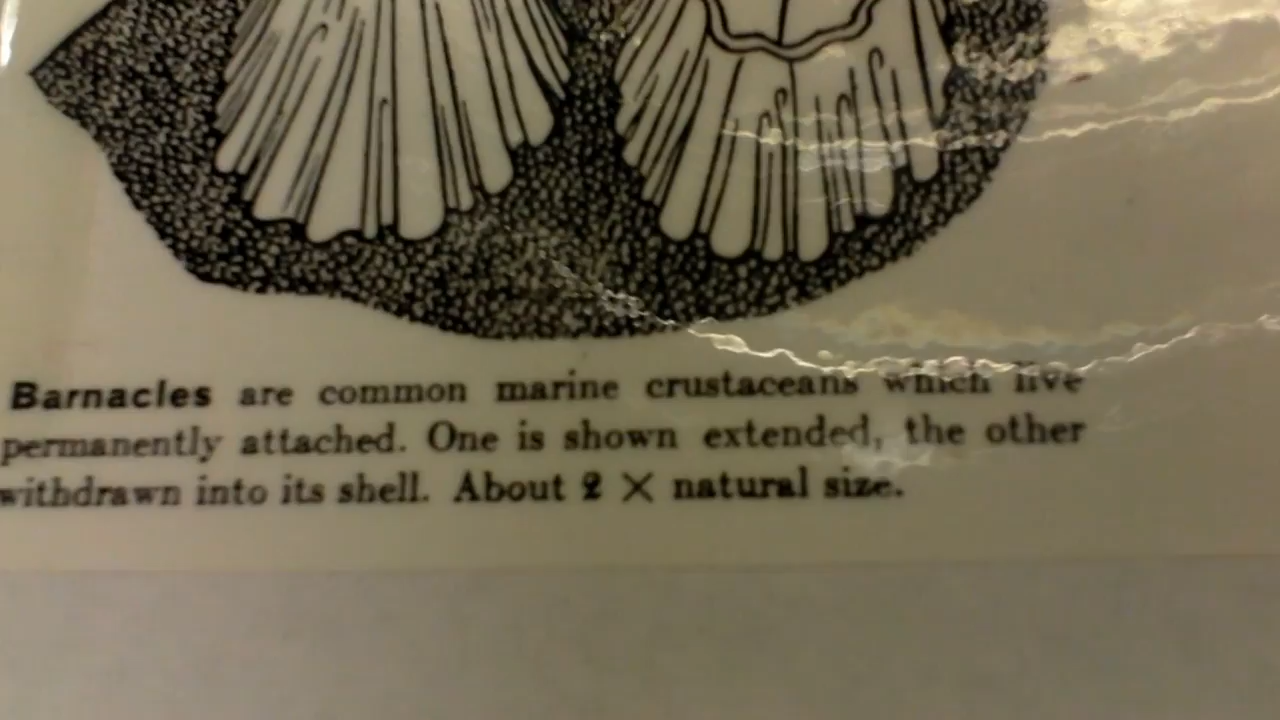 Barnacles are common marine crustaceans which live
permanently attached. One is shown extended, the other
withdrawn into its shell. About 2 × natural size.